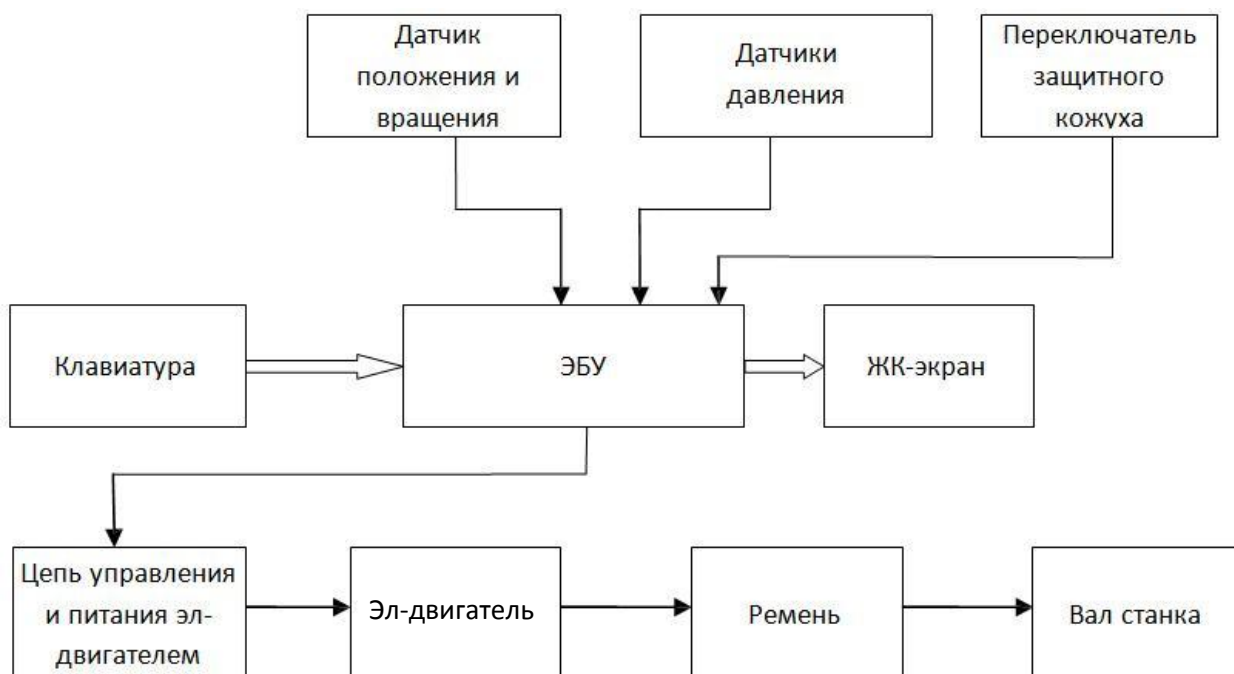 Датчик
положения и
вращения
Датчики
давления
Переключатель
защитного
кожуха
Клавиатура
ЭБУ
ЖК-экран
Цепь управления
и питания эл-
двигателем
Эл-двигатель
Ремень
Вал станка